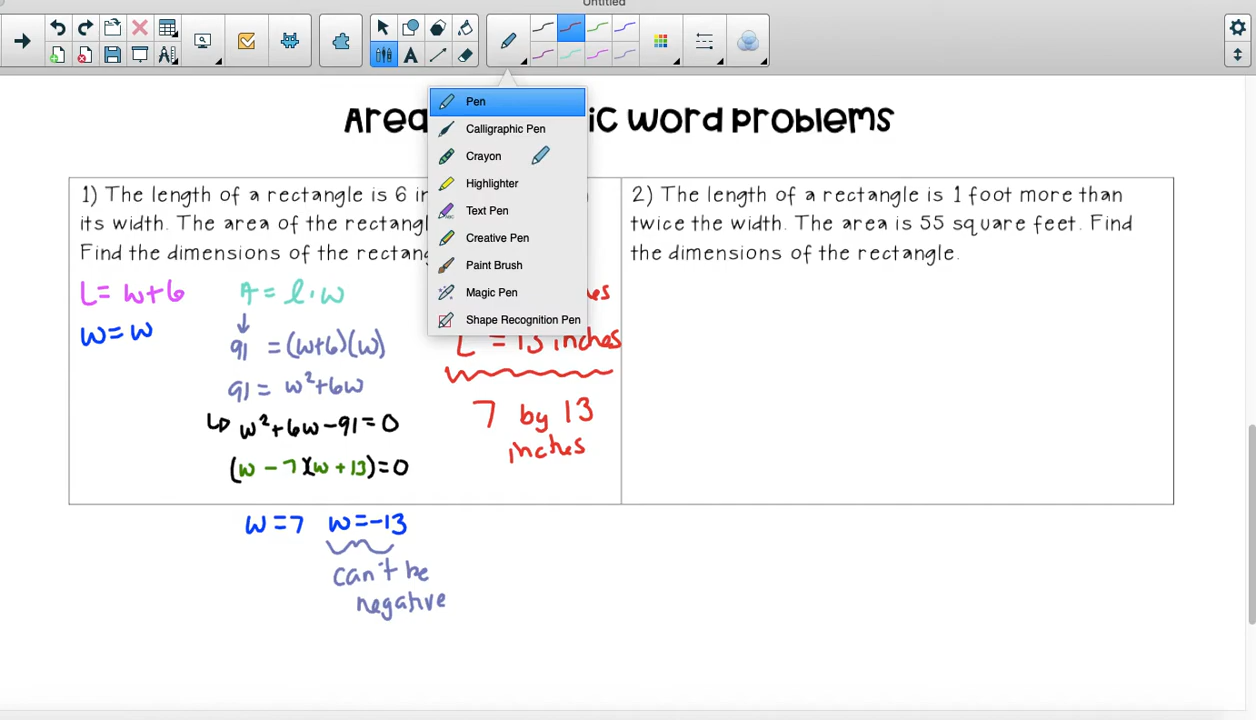 Untitled
Pen
Calligraphic Pen
Crayon
Highlighter
Text Pen
Creative Pen
Paint Brush
Magic Pen
Shape Recognition Pen
Area ic word problems
1) The length of a rectangle is 6 in
its width. The area of the rectang
Find the dimensions of the rectang
L = w+6
w = w
A = l · w
91 = (w+6)(w)
91 = w²+6w
w²+6w-91=0
(w-7)(w+13)=0
w=7 w=-13
can't be
negative
hes
L = 13 inches
7 by 13
inches
2) The length of a rectangle is 1 foot more than
twice the width. The area is 55 square feet. Find
the dimensions of the rectangle.